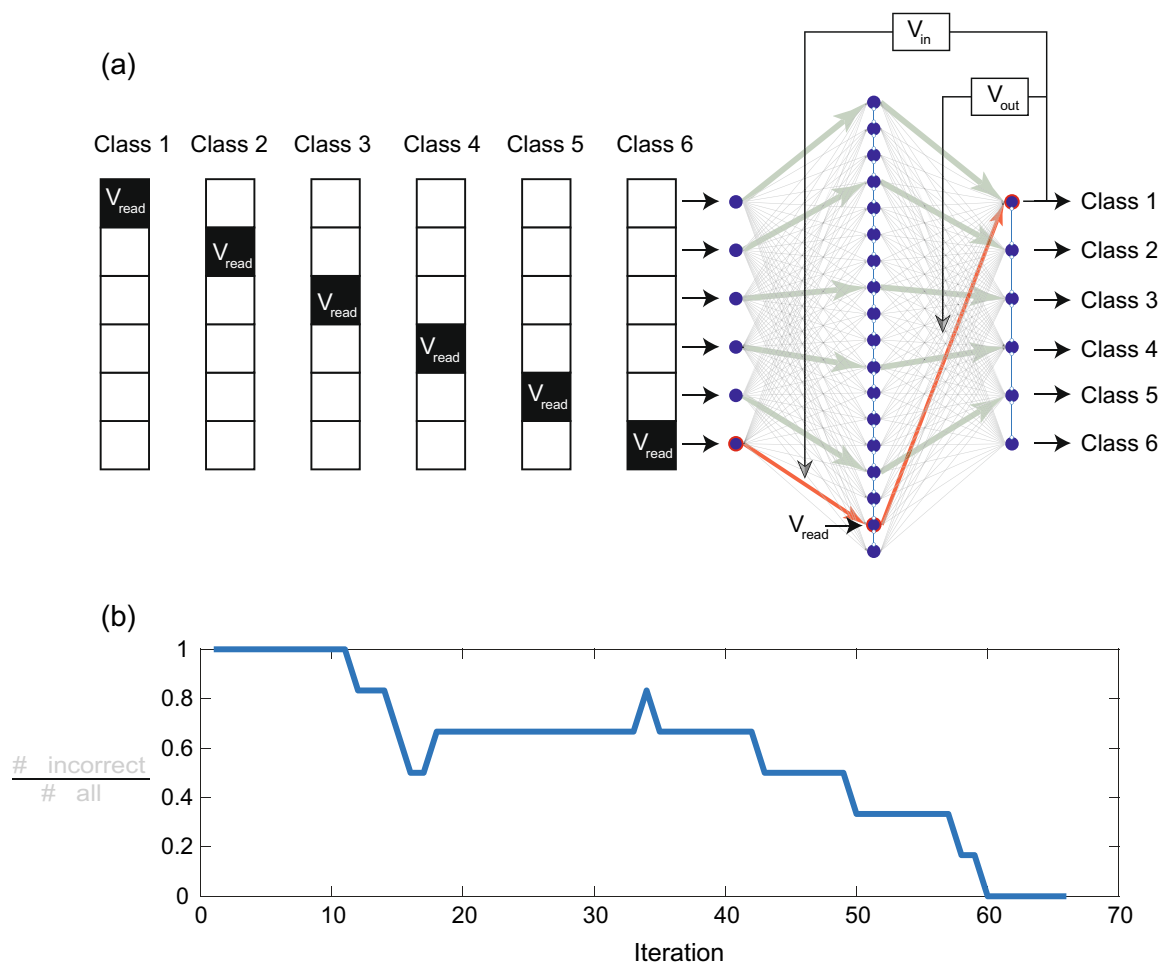 (a)
V_in
V_out
Class 1 Class 2 Class 3 Class 4 Class 5 Class 6
V_read
V_read
V_read
V_read
V_read
V_read
Class 1
Class 2
Class 3
Class 4
Class 5
Class 6
V_read
(b)
1
0.8
0.6
0.4
0.2
0
# incorrect
# all
0 10 20 30 40 50 60 70
Iteration